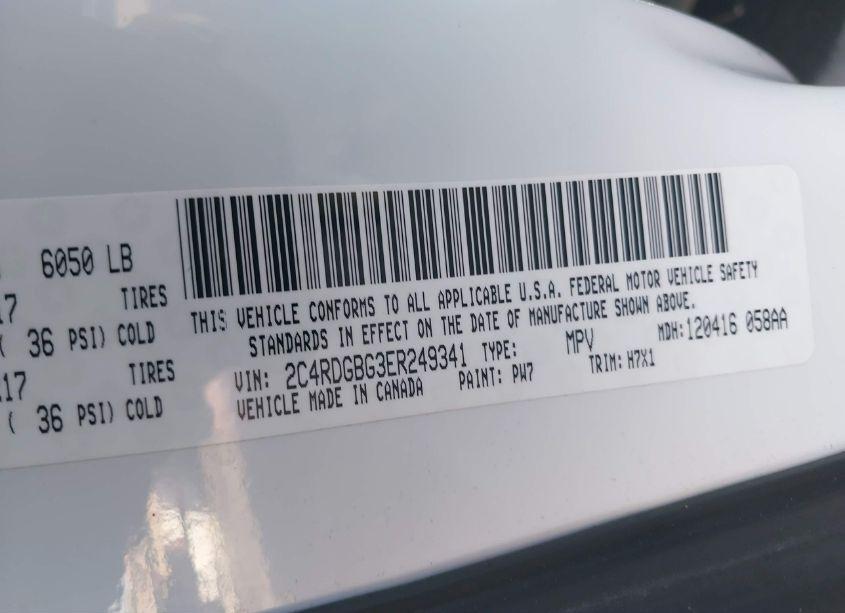 6050 LB
17 TIRES
( 36 PSI) COLD
17 TIRES
( 36 PSI) COLD
THIS VEHICLE CONFORMS TO ALL APPLICABLE U.S.A. FEDERAL MOTOR VEHICLE SAFETY
STANDARDS IN EFFECT ON THE DATE OF MANUFACTURE SHOWN ABOVE.
VIN: 2C4RDGBG3ER249341 TYPE: MPV MDH: 120416 058AA
VEHICLE MADE IN CANADA PAINT: PW7 TRIM: H7X1